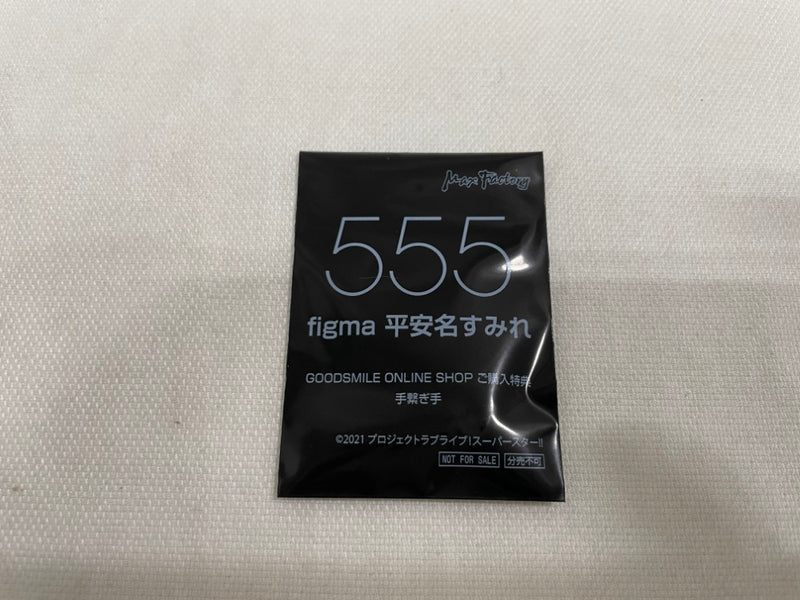 Max Factory
555
figma 平安名すみれ
GOODSMILE ONLINE SHOP ご購入特典
手繋ぎ手
©2021 プロジェクトラブライブ!スーパースター!!
NOT FOR SALE 分売不可